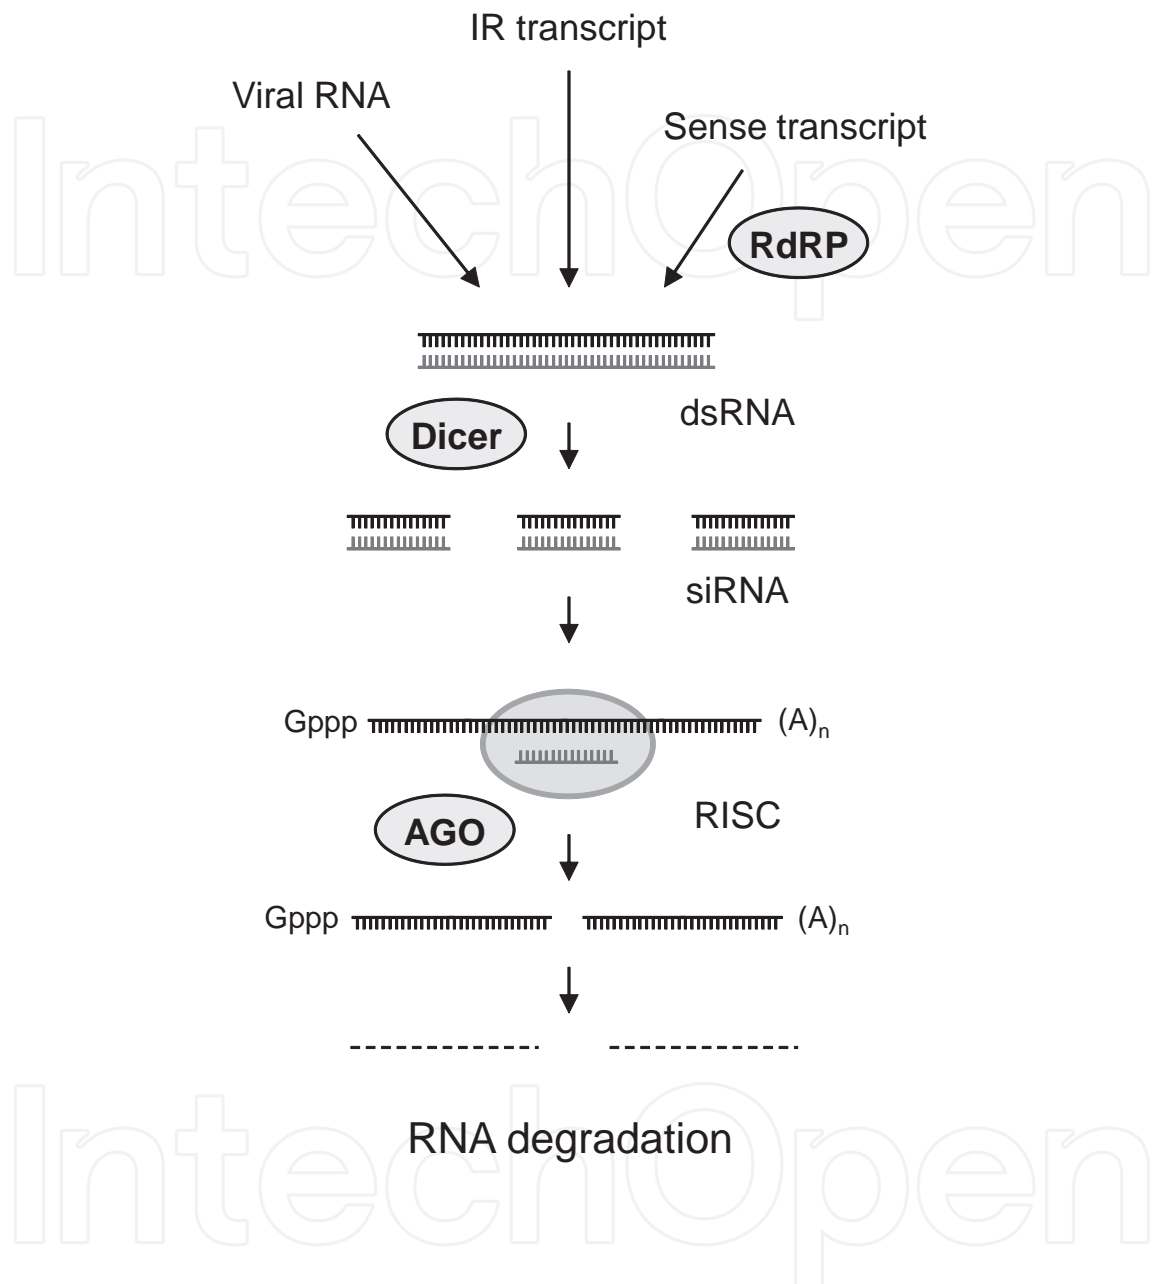 IR transcript
Viral RNA
Sense transcript
RdRP
dsRNA
Dicer
siRNA
Gppp (A)n
RISC
AGO
Gppp (A)n
RNA degradation
IntechOpen
IntechOpen